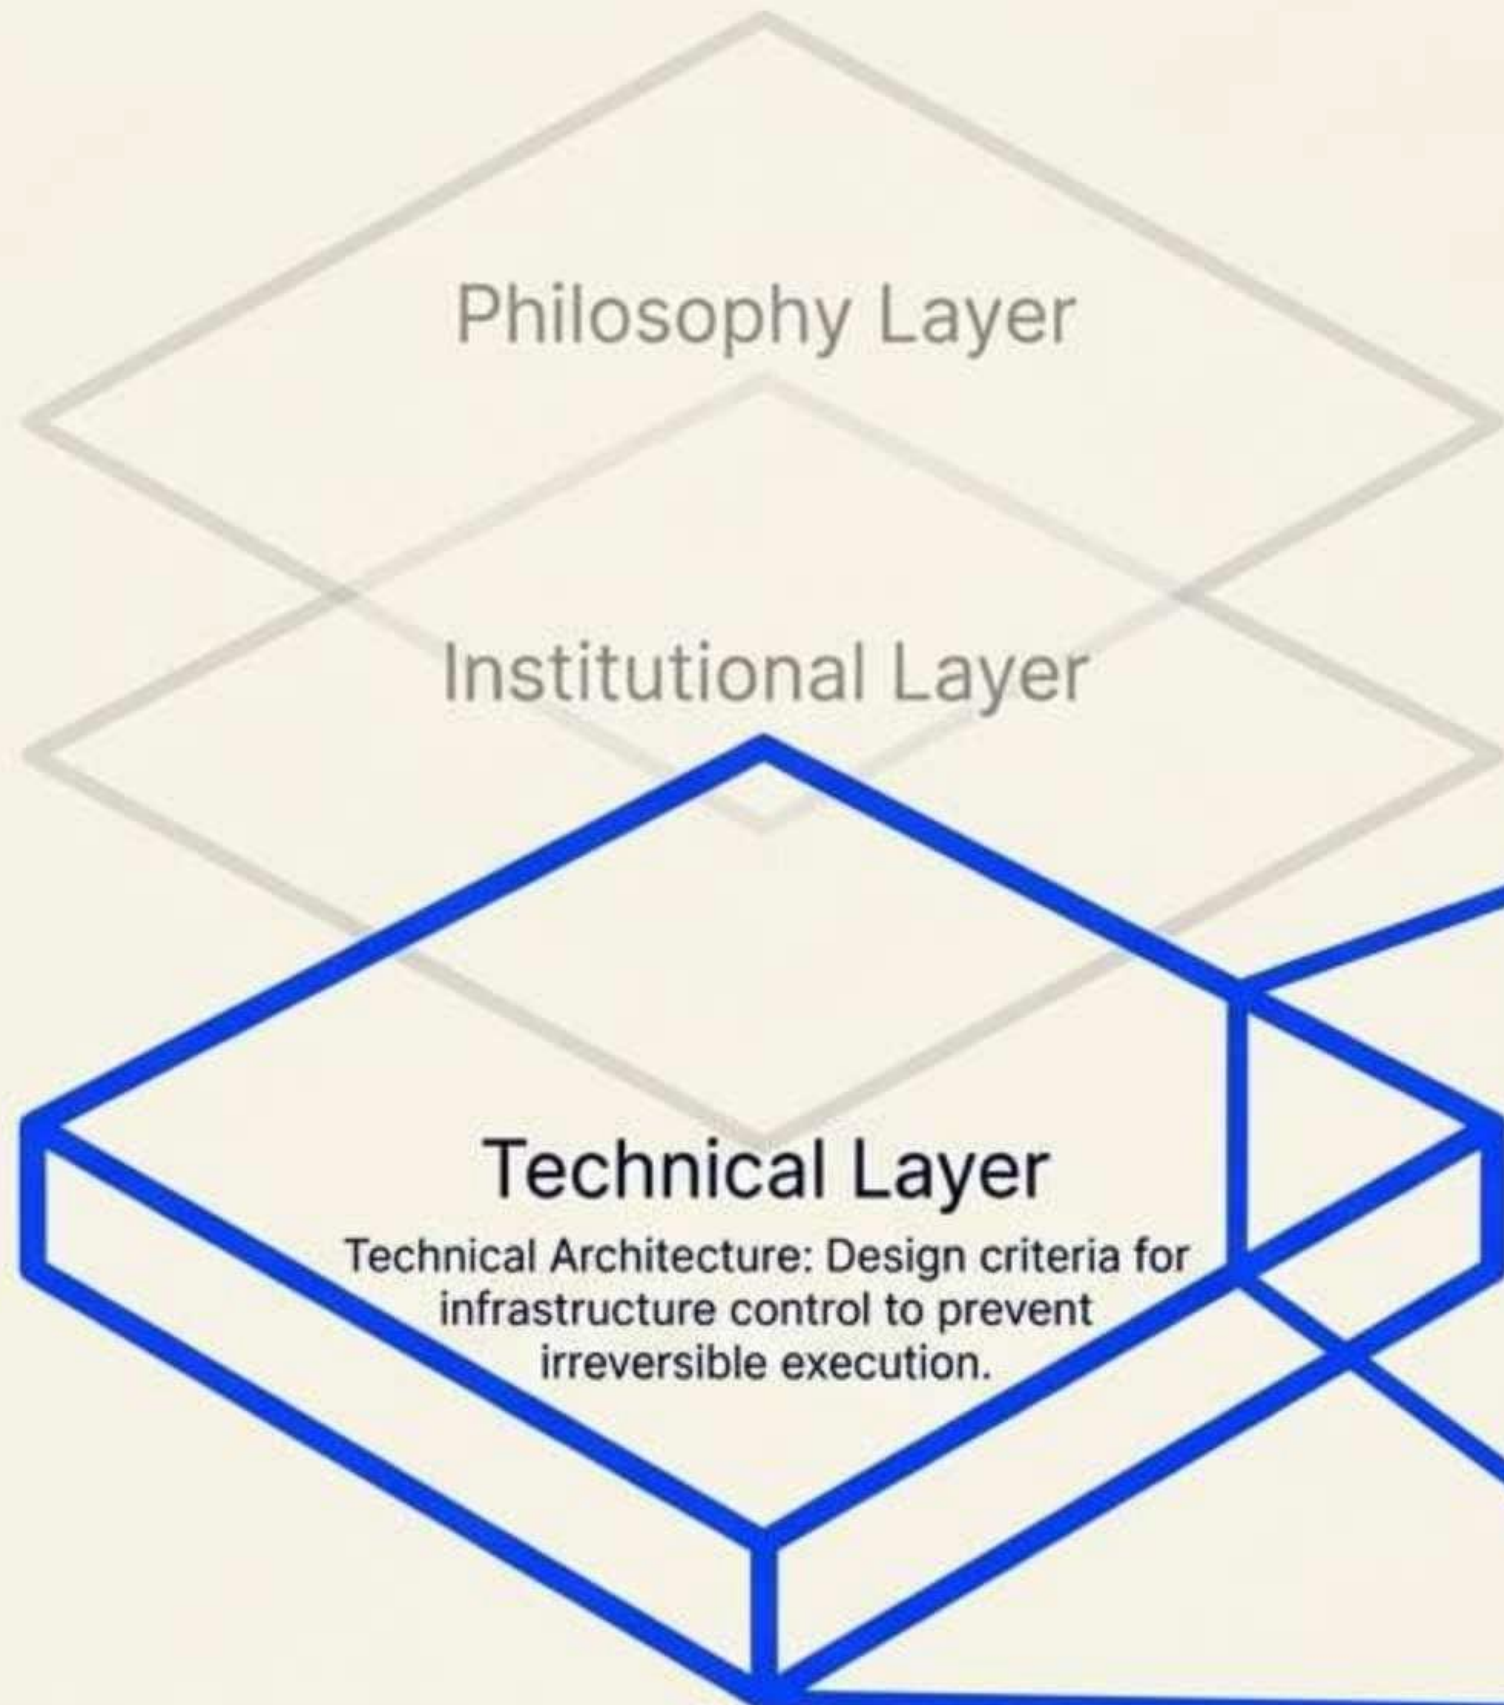 Philosophy Layer
Institutional Layer
Technical Layer
Technical Architecture: Design criteria for
infrastructure control to prevent
irreversible execution.